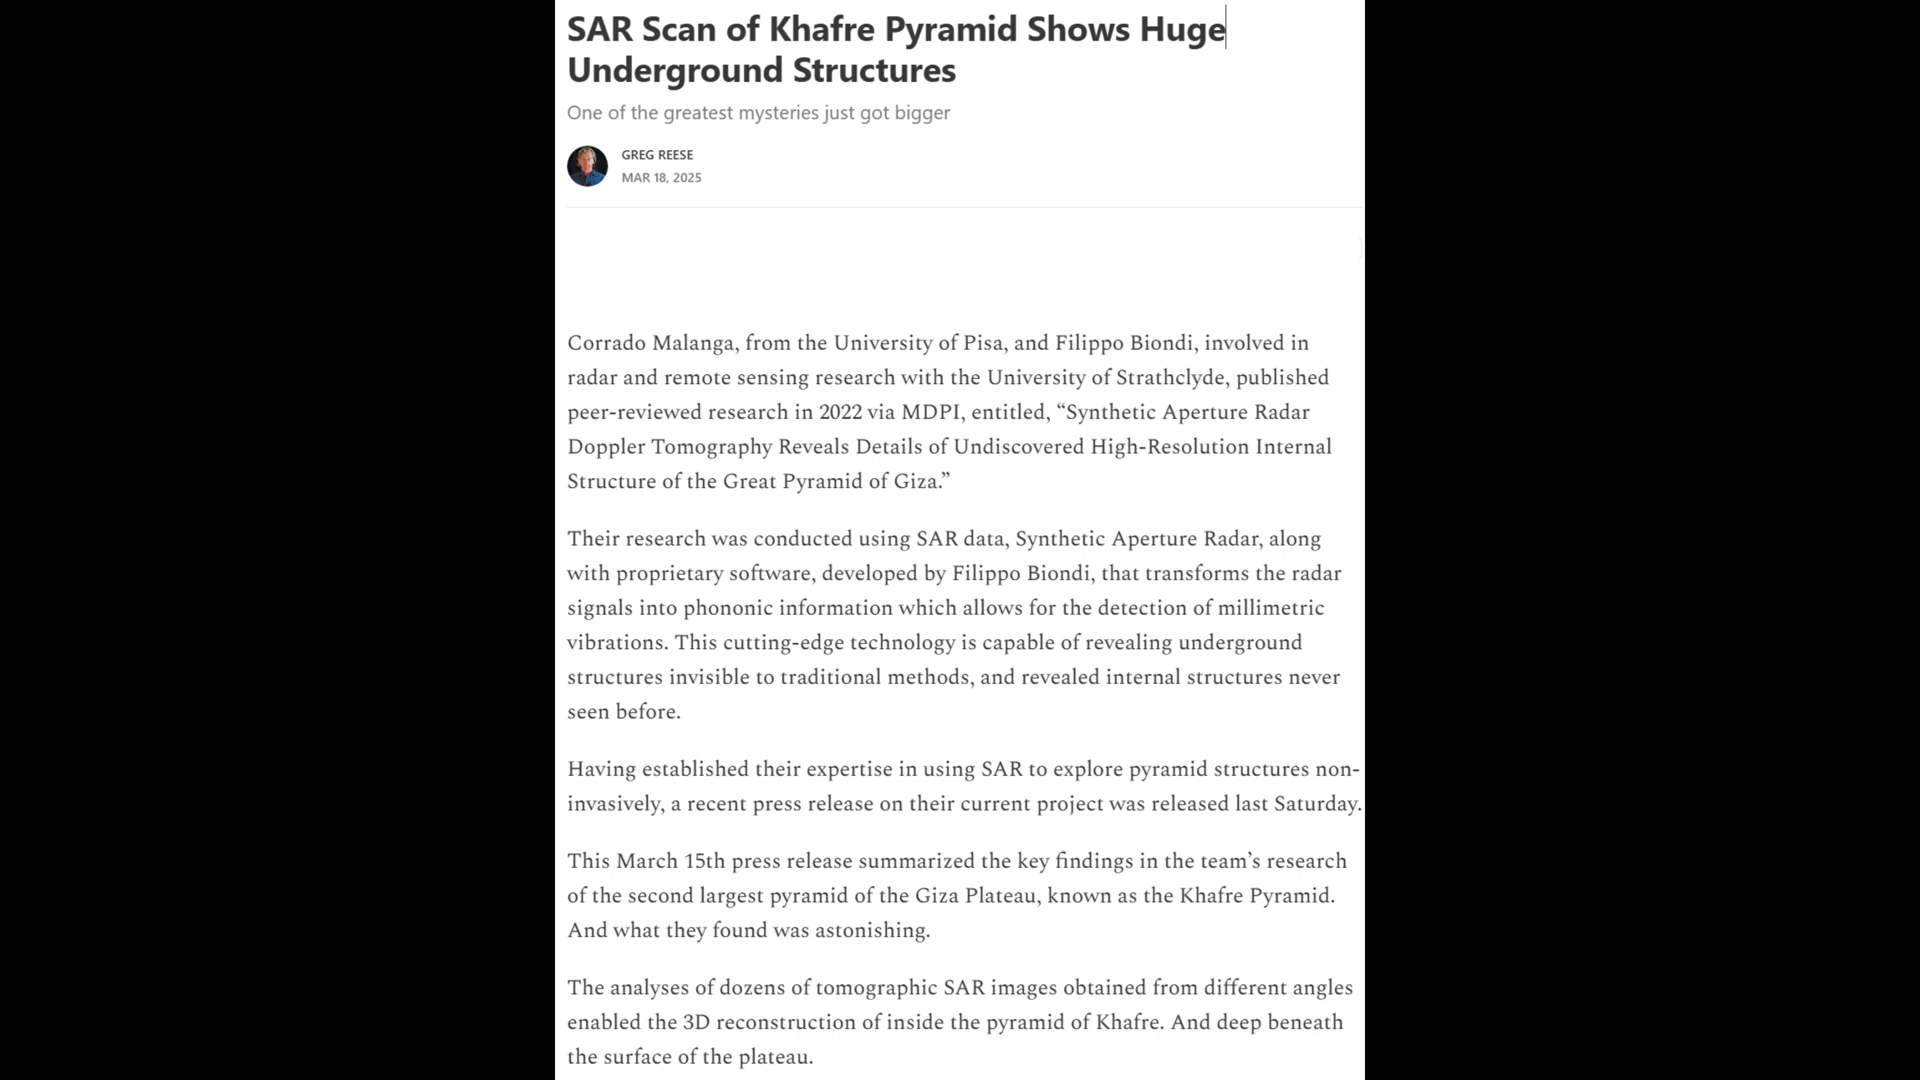 SAR Scan of Khafre Pyramid Shows Huge
Underground Structures
One of the greatest mysteries just got bigger
GREG REESE
MAR 18, 2025
Corrado Malanga, from the University of Pisa, and Filippo Biondi, involved in
radar and remote sensing research with the University of Strathclyde, published
peer-reviewed research in 2022 via MDPI, entitled, “Synthetic Aperture Radar
Doppler Tomography Reveals Details of Undiscovered High-Resolution Internal
Structure of the Great Pyramid of Giza.”
Their research was conducted using SAR data, Synthetic Aperture Radar, along
with proprietary software, developed by Filippo Biondi, that transforms the radar
signals into phononic information which allows for the detection of millimetric
vibrations. This cutting-edge technology is capable of revealing underground
structures invisible to traditional methods, and revealed internal structures never
seen before.
Having established their expertise in using SAR to explore pyramid structures non-
invasively, a recent press release on their current project was released last Saturday.
This March 15th press release summarized the key findings in the team’s research
of the second largest pyramid of the Giza Plateau, known as the Khafre Pyramid.
And what they found was astonishing.
The analyses of dozens of tomographic SAR images obtained from different angles
enabled the 3D reconstruction of inside the pyramid of Khafre. And deep beneath
the surface of the plateau.